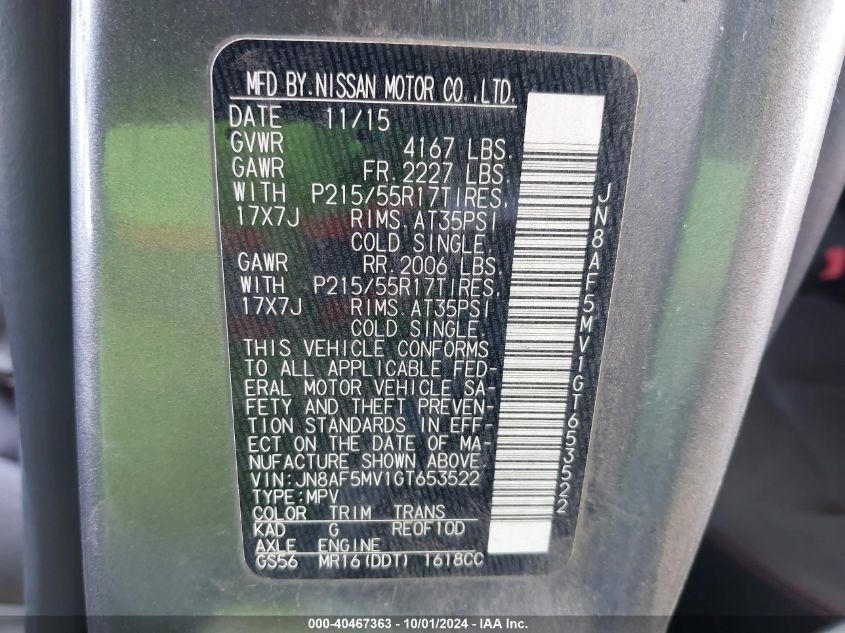 MFD BY.NISSAN MOTOR CO.,LTD.
DATE 11/15
GVWR 4167 LBS.
GAWR FR.2227 LBS
WITH P215/55R17TIRES,
17X7J RIMS AT35PSI
COLD SINGLE
GAWR RR.2006 LBS
WITH P215/55R17TIRES,
17X7J RIMS AT35PSI
COLD SINGLE.
THIS VEHICLE CONFORMS
TO ALL APPLICABLE FED-
ERAL MOTOR VEHICLE SA-
FETY AND THEFT PREVEN-
TION STANDARDS IN EFF-
ECT ON THE DATE OF MA-
NUFACTURE SHOWN ABOVE.
VIN:JN8AF5MV1GT653522
TYPE:MPV
COLOR TRIM TRANS
KAD G RE0F10D
AXLE ENGINE
GS56 MR16(DDT) 1618CC
JN8AF5MV1GT653522
000-40467363 - 10/01/2024 - IAA Inc.